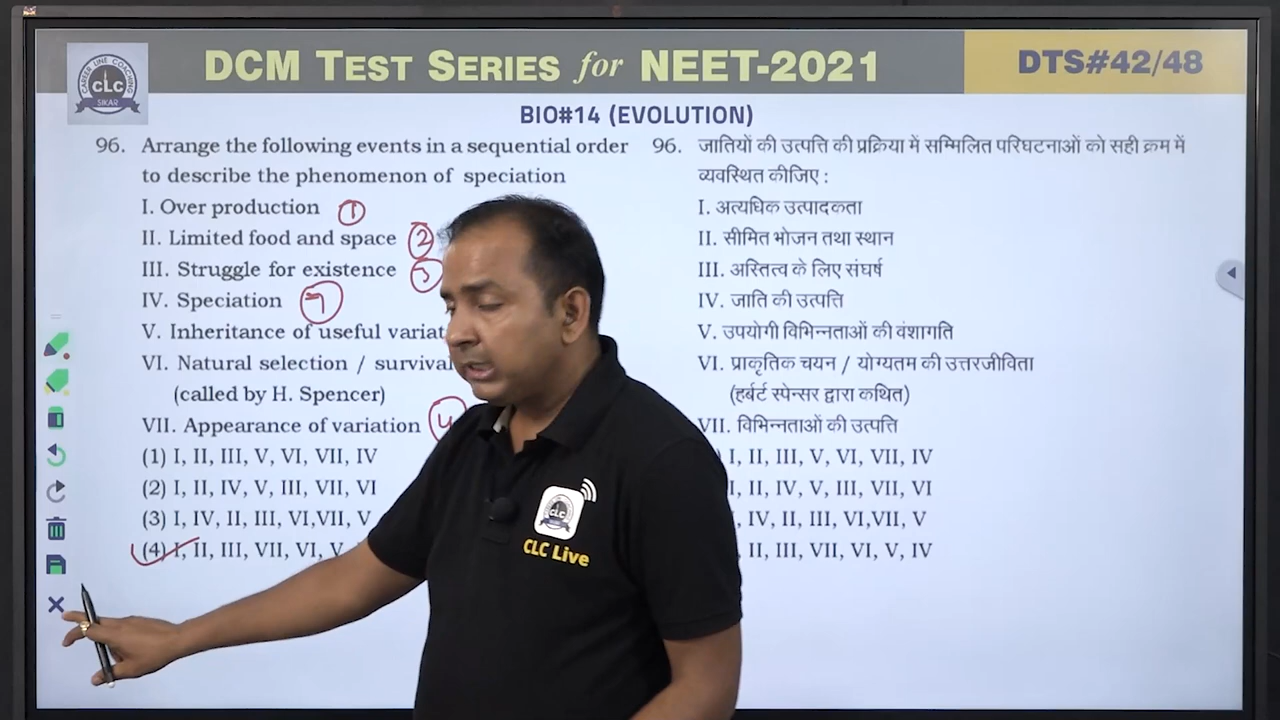 DCM TEST SERIES for NEET-2021
DTS#42/48
CAREER LINE COACHING
CLC
SIKAR
BIO#14 (EVOLUTION)
96. Arrange the following events in a sequential order
to describe the phenomenon of speciation
I. Over production 1
II. Limited food and space 2
III. Struggle for existence 3
IV. Speciation 7
V. Inheritance of useful
VI. Natural selection / survival
(called by H. Spencer)
VII. Appearance of variation 4
(1) I, II, III, V, VI, VII, IV
(2) I, II, IV, V, III, VII, VI
(3) I, IV, II, III, VI,VII, V
(4) I, II, III, VII, VI, V
96. जातियों की उत्पत्ति की प्रक्रिया में सम्मिलित परिघटनाओं को सही क्रम में
व्यवस्थित कीजिए :
I. अत्यधिक उत्पादकता
II. सीमित भोजन तथा स्थान
III. अस्तित्व के लिए संघर्ष
IV. जाति की उत्पत्ति
V. उपयोगी विभिन्नताओं की वंशागति
VI. प्राकृतिक चयन / योग्यतम की उत्तरजीविता
(हर्बर्ट स्पेन्सर द्वारा कथित)
VII. विभिन्नताओं की उत्पत्ति
I, II, III, V, VI, VII, IV
I, II, IV, V, III, VII, VI
, IV, II, III, VI,VII, V
, II, III, VII, VI, V, IV
CLC
CLC Live